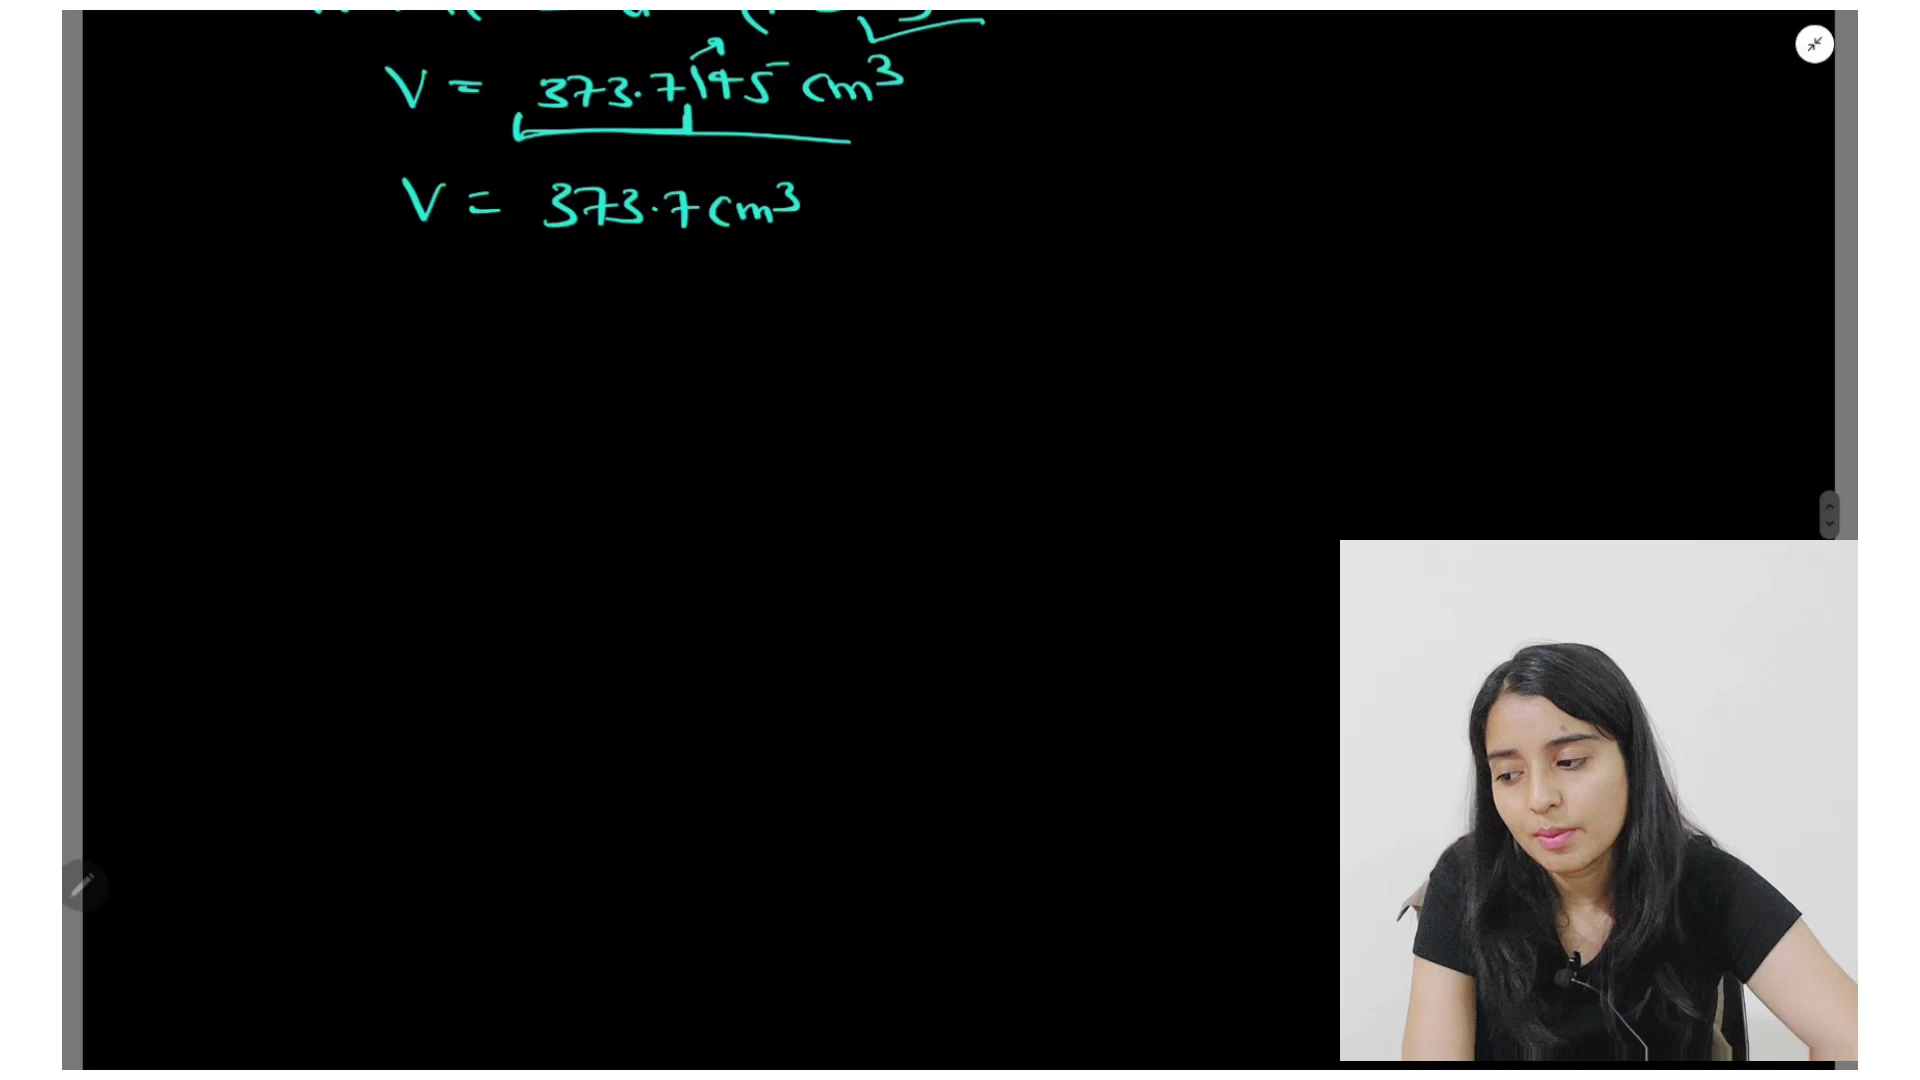 V = 373.7145 cm³
V = 373.7 cm³